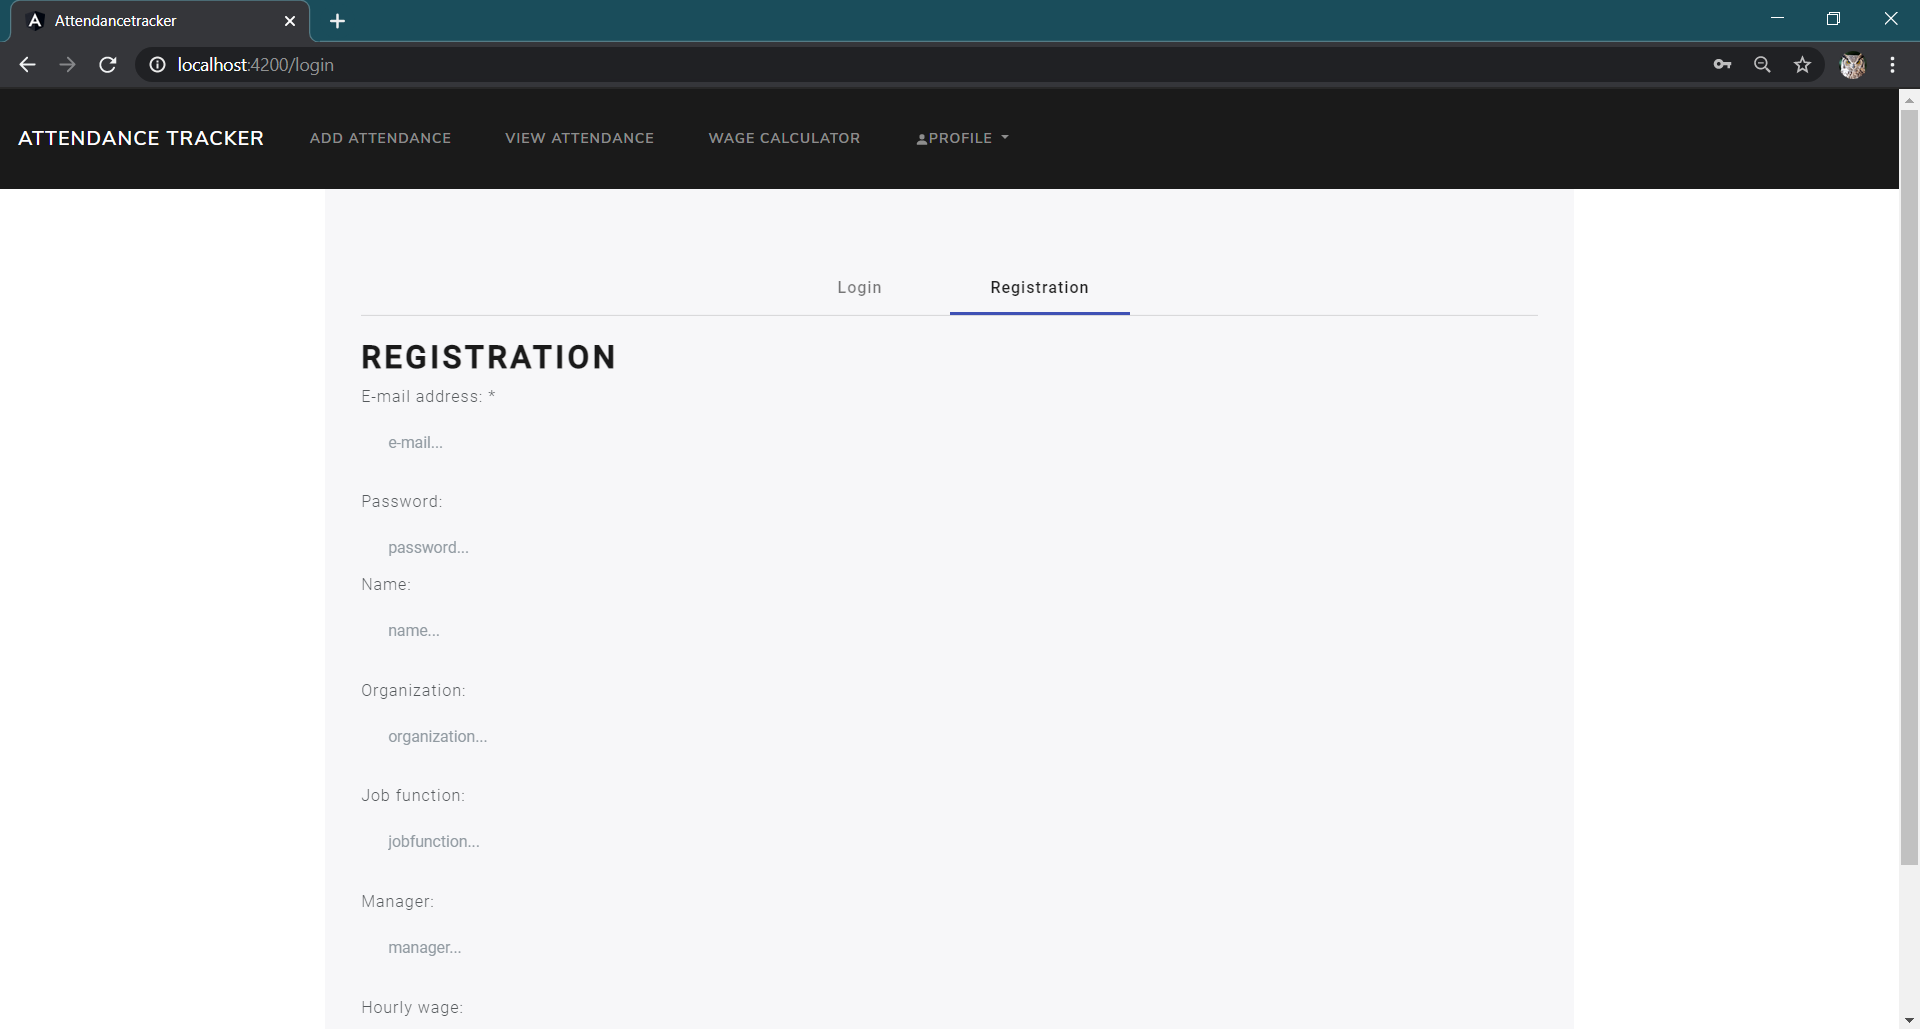 Attendancetracker
localhost:4200/login
ATTENDANCE TRACKER ADD ATTENDANCE VIEW ATTENDANCE WAGE CALCULATOR PROFILE
Login Registration
REGISTRATION
E-mail address: *
e-mail...
Password:
password...
Name:
name...
Organization:
organization...
Job function:
jobfunction...
Manager:
manager...
Hourly wage: